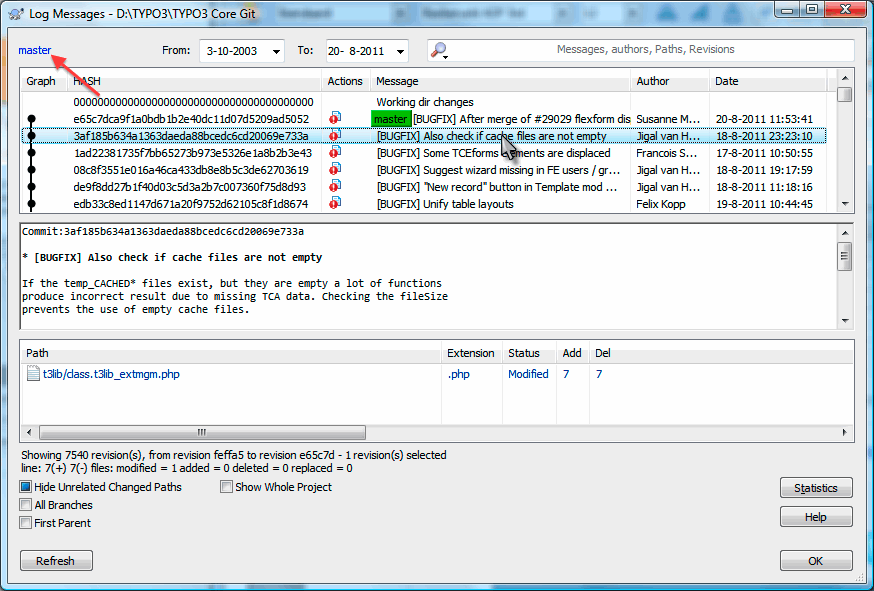 Log Messages - D:\TYPO3\TYPO3 Core Git
master From: 3-10-2003 To: 20- 8-2011 Messages, authors, Paths, Revisions
Graph HASH Actions Message Author Date
0000000000000000000000000000000000000000 Working dir changes
e65c7dca9f1a0bdb1b2e40dc11d07d5209ad5052 master [BUGFIX] After merge of #29029 flexform dis Susanne M... 20-8-2011 11:53:41
3af185b634a1363daeda88bcedc6cd20069e733a [BUGFIX] Also check if cache files are not empty Jigal van H... 18-8-2011 23:23:10
1ad22381735f7bb65273b973e5326e1a8b2b3e43 [BUGFIX] Some TCEforms elements are displaced Francois S... 17-8-2011 10:50:55
08c8f3551e016a46ca433db8e8b5c3de62703619 [BUGFIX] Suggest wizard missing in FE users / gr... Jigal van H... 18-8-2011 19:17:59
de9f8dd27b1f40d03c5d3a2b7c007360f75d8d93 [BUGFIX] "New record" button in Template mod ... Jigal van H... 18-8-2011 11:18:16
edb33c8ed1147d671a20f9752d62105c8f1d8674 [BUGFIX] Unify table layouts Felix Kopp 19-8-2011 10:44:45
Commit:3af185b634a1363daeda88bcedc6cd20069e733a
* [BUGFIX] Also check if cache files are not empty
If the temp_CACHED* files exist, but they are empty a lot of functions
produce incorrect result due to missing TCA data. Checking the fileSize
prevents the use of empty cache files.
Path Extension Status Add Del
t3lib/class.t3lib_extmgm.php .php Modified 7 7
Showing 7540 revision(s), from revision feffa5 to revision e65c7d - 1 revision(s) selected
line: 7(+) 7(-) files: modified = 1 added = 0 deleted = 0 replaced = 0
Hide Unrelated Changed Paths Show Whole Project Statistics
All Branches
First Parent Help
Refresh OK